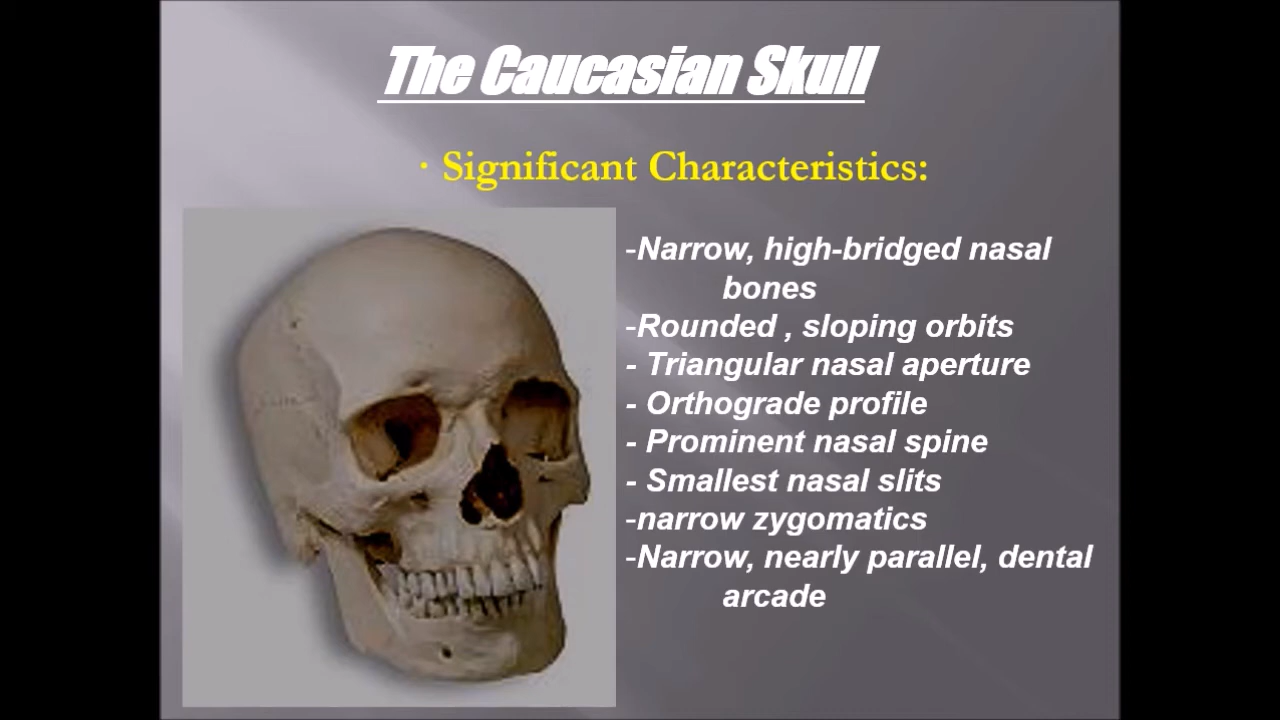 The Caucasian Skull
· Significant Characteristics:
-Narrow, high-bridged nasal
bones
-Rounded , sloping orbits
- Triangular nasal aperture
- Orthograde profile
- Prominent nasal spine
- Smallest nasal slits
-narrow zygomatics
-Narrow, nearly parallel, dental
arcade